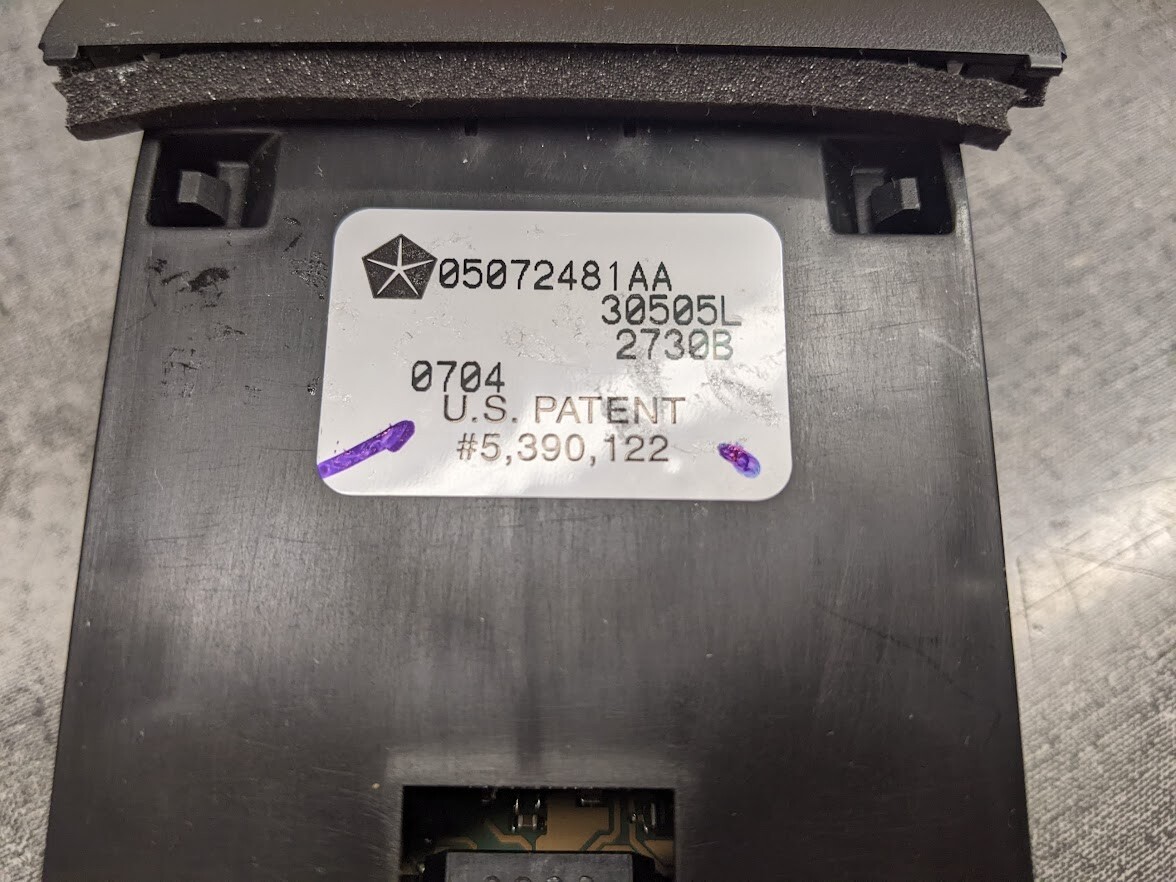 05072481AA
30505L
2730B
0704
U.S. PATENT
#5,390,122